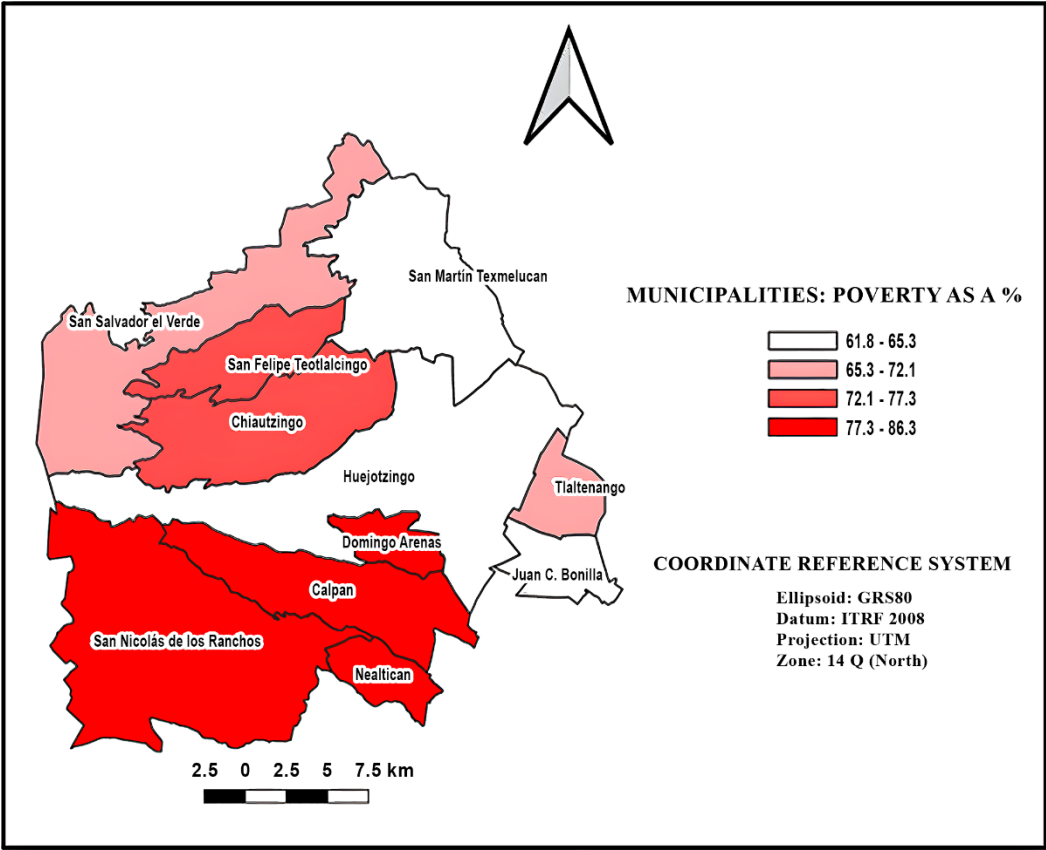 San Martín Texmelucan
MUNICIPALITIES: POVERTY AS A %
61.8 - 65.3
65.3 - 72.1
72.1 - 77.3
77.3 - 86.3
San Salvador el Verde
San Felipe Teotlalcingo
Chiautzingo
Huejotzingo
Tlaltenango
Domingo Arenas
Juan C. Bonilla
Calpan
San Nicolás de los Ranchos
Nealtican
COORDINATE REFERENCE SYSTEM
Ellipsoid: GRS80
Datum: ITRF 2008
Projection: UTM
Zone: 14 Q (North)
2.5 0 2.5 5 7.5 km